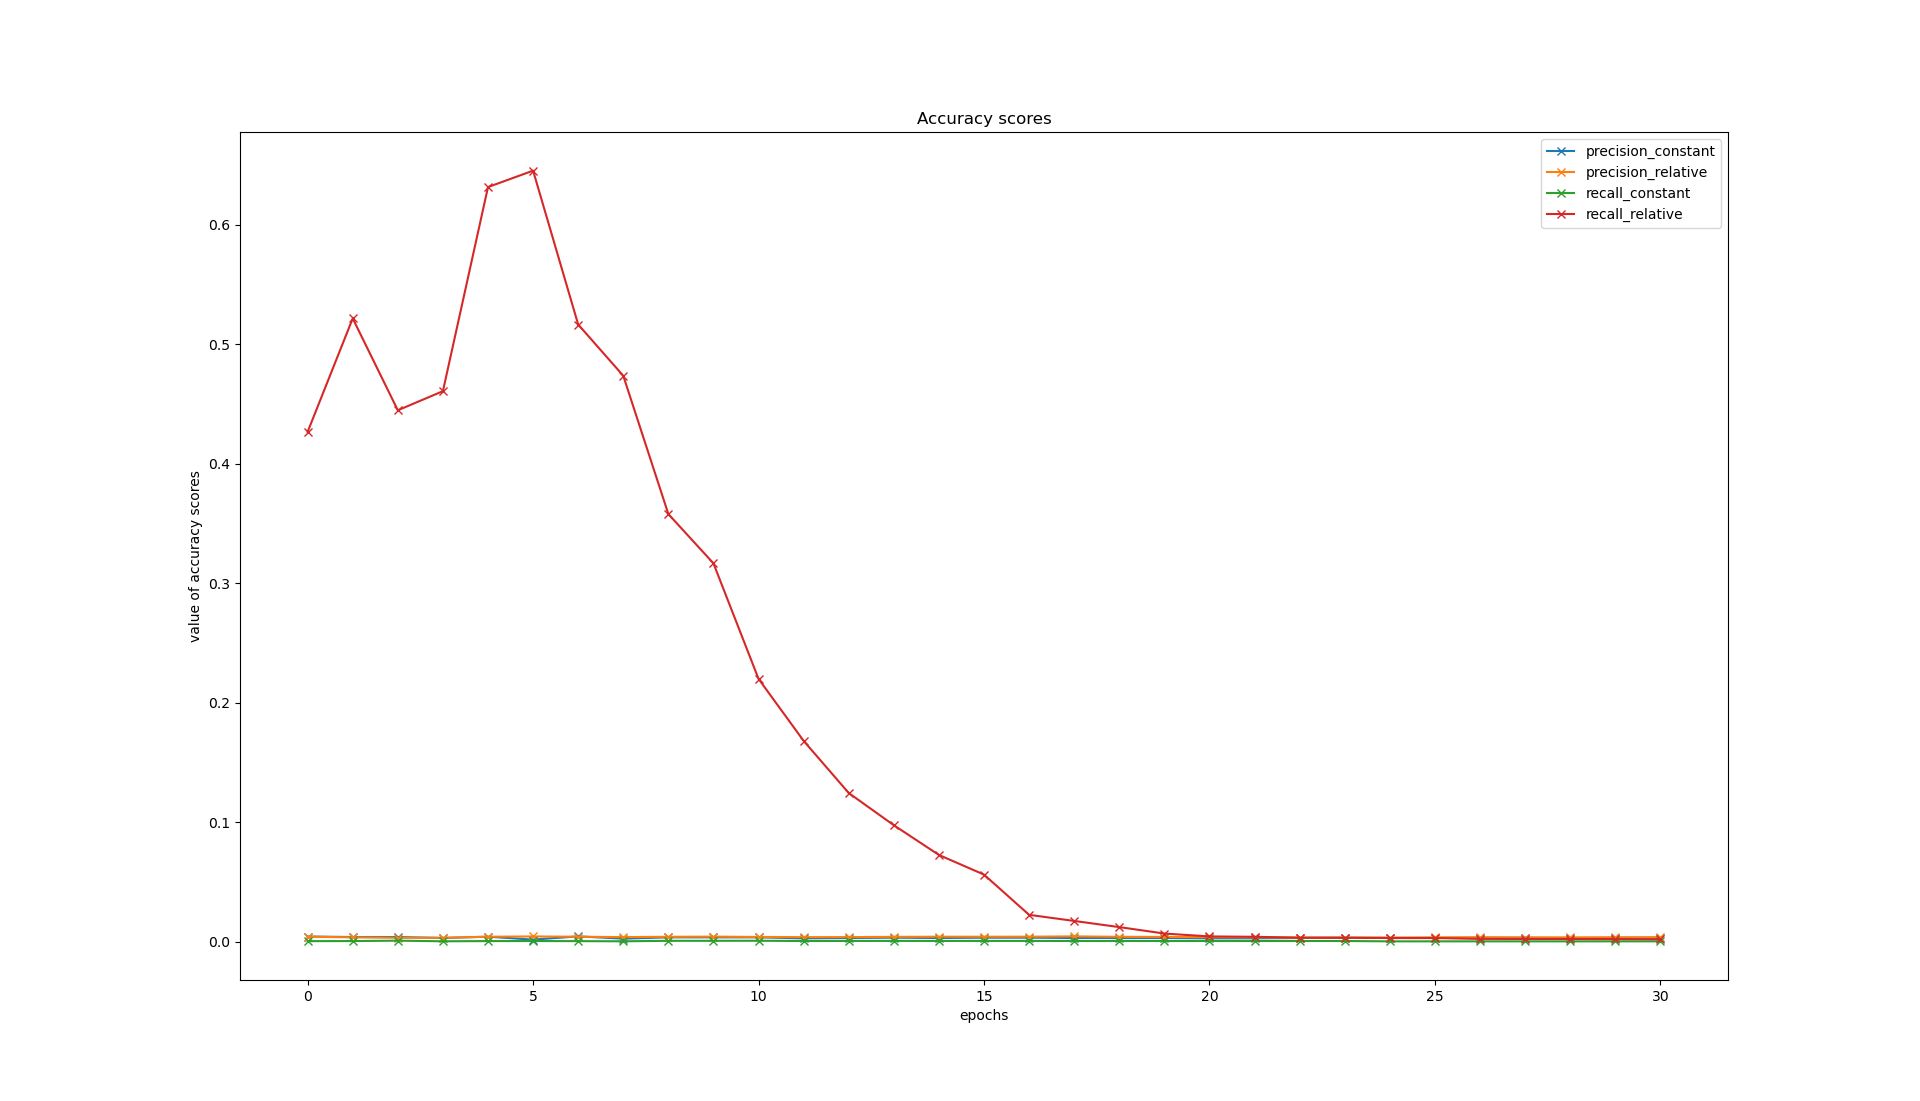 Accuracy scores
precision_constant
precision_relative
recall_constant
recall_relative
value of accuracy scores
0.6
0.5
0.4
0.3
0.2
0.1
0.0
0 5 10 15 20 25 30
epochs